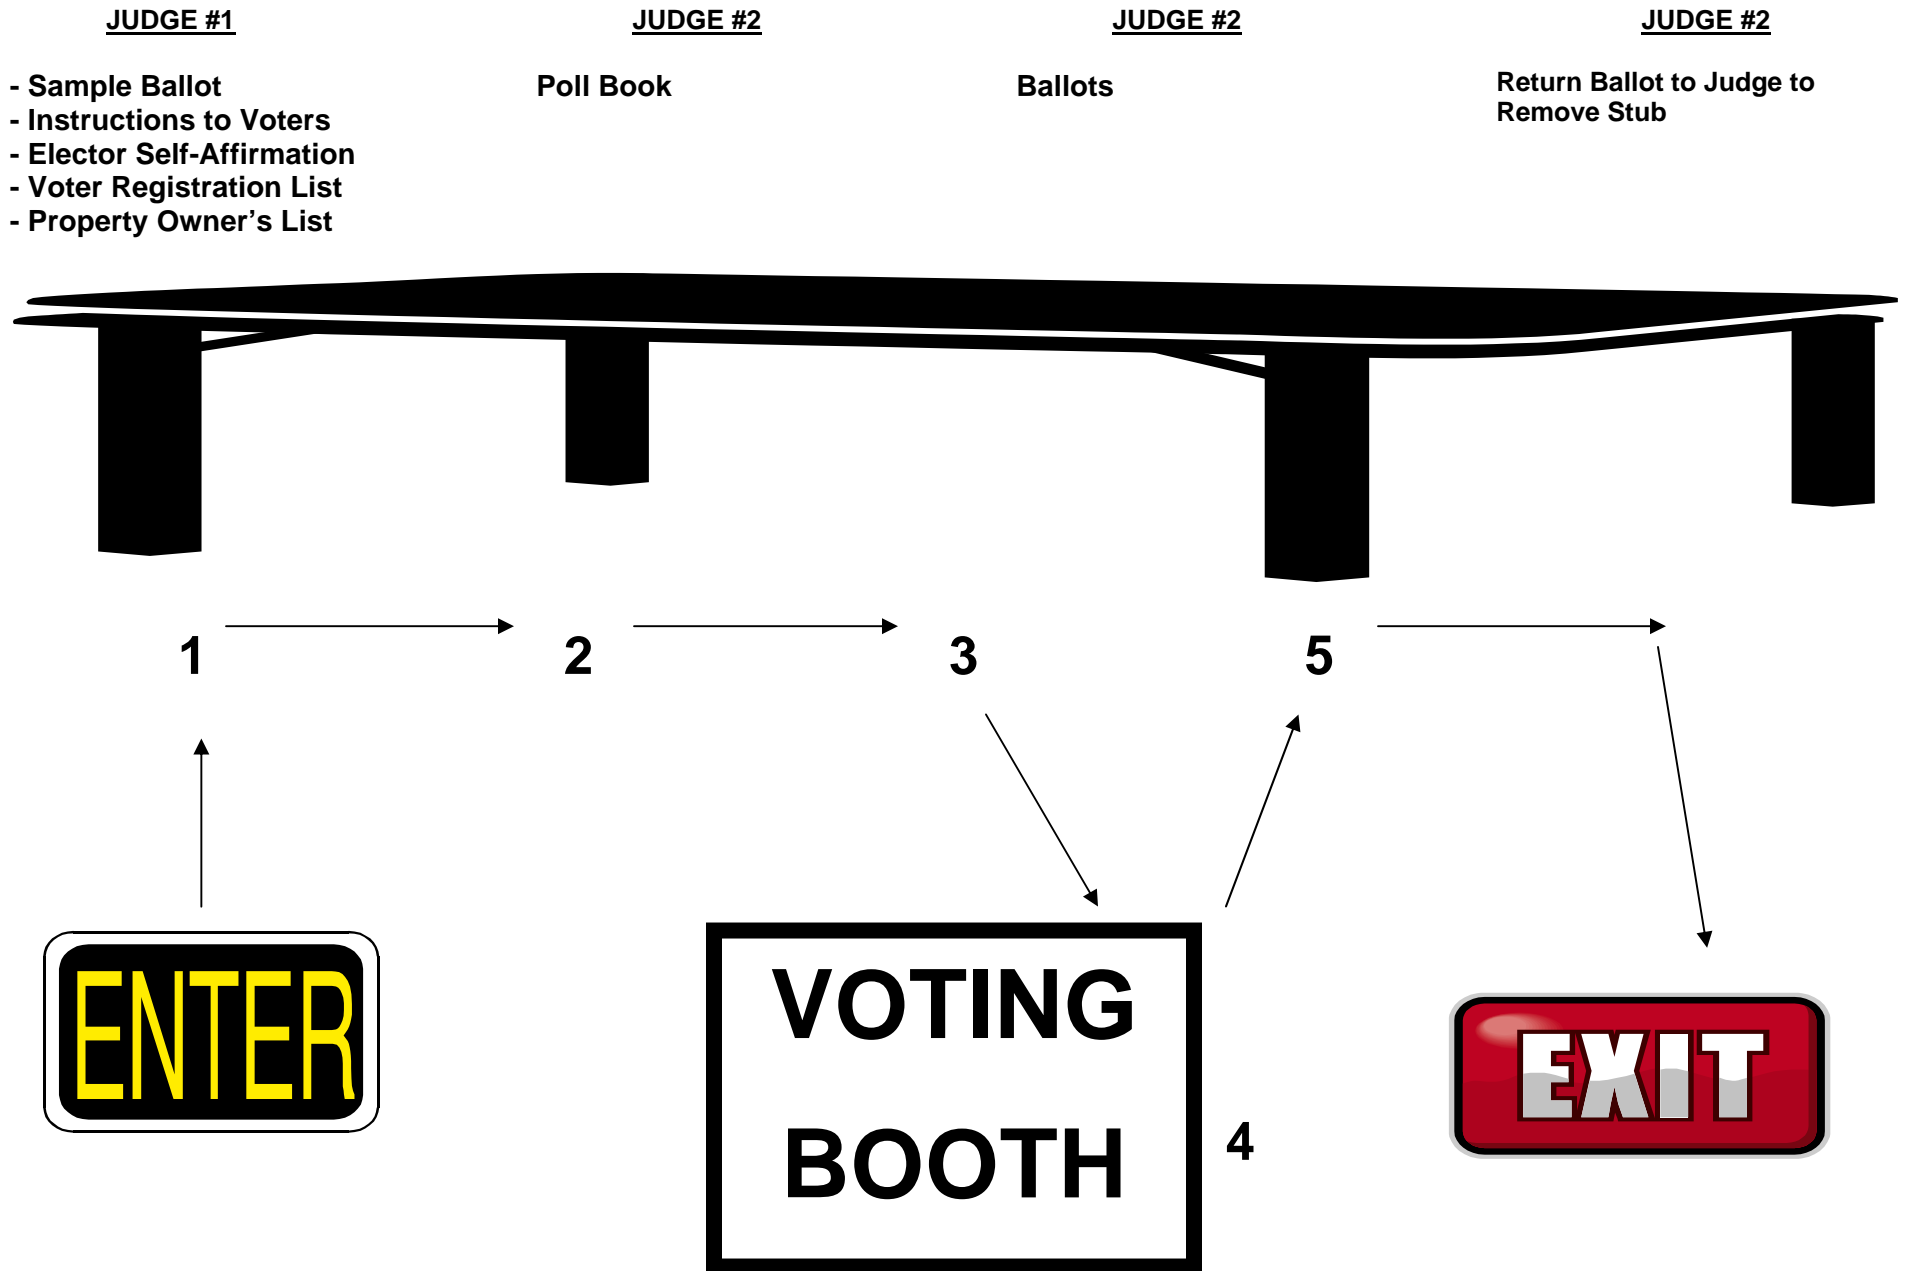 JUDGE #1
JUDGE #2
JUDGE #2
JUDGE #2
- Sample Ballot
- Instructions to Voters
- Elector Self-Affirmation
- Voter Registration List
- Property Owner’s List
Poll Book
Ballots
Return Ballot to Judge to
Remove Stub
1
2
3
5
ENTER
VOTING
BOOTH
4
EXIT